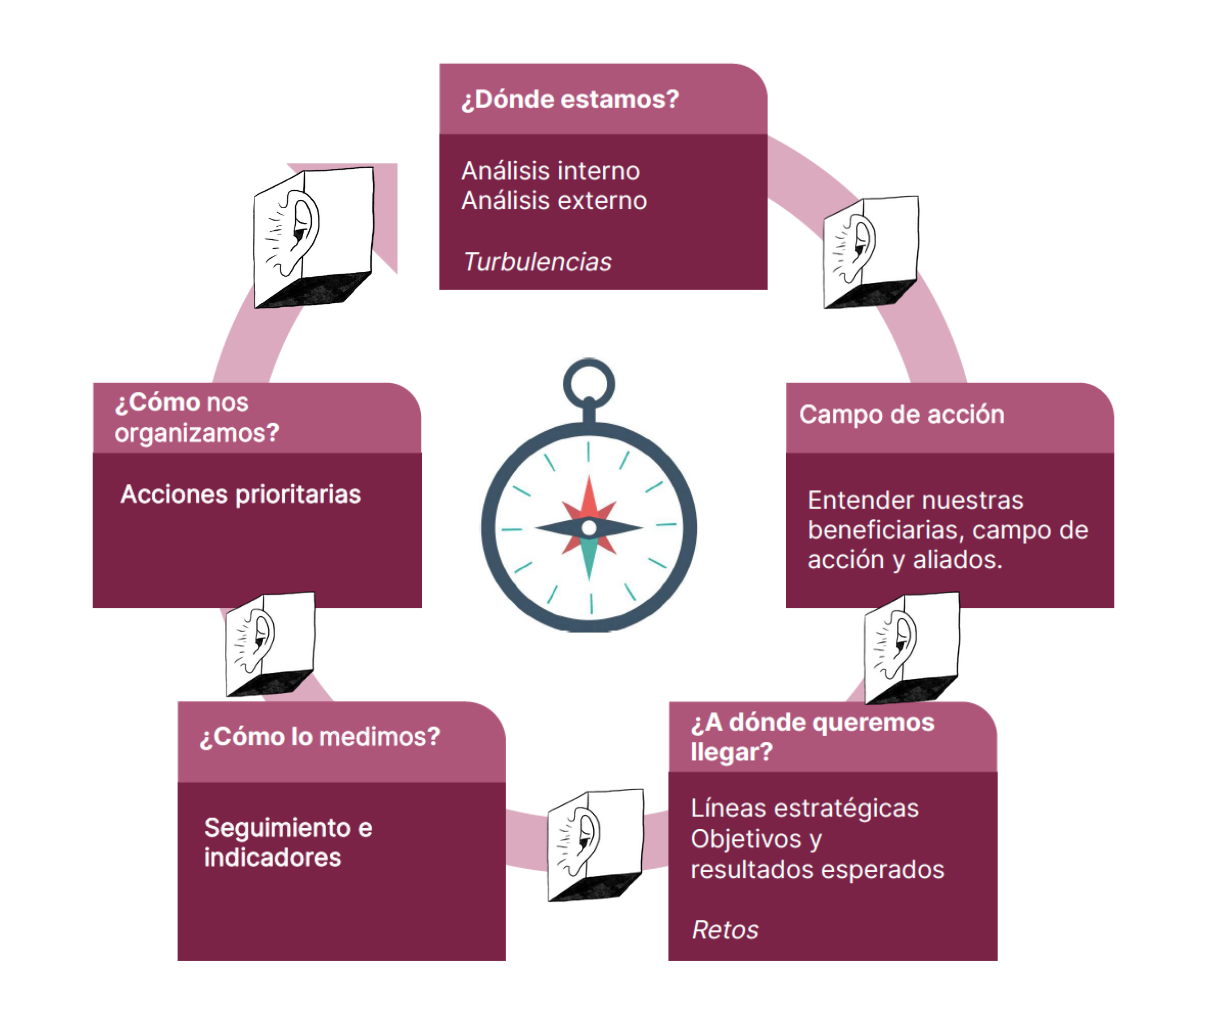 ¿Dónde estamos?
Análisis interno
Análisis externo
Turbulencias
Campo de acción
Entender nuestras
beneficiarias, campo de
acción y aliados.
¿A dónde queremos
llegar?
Líneas estratégicas
Objetivos y
resultados esperados
Retos
¿Cómo lo medimos?
Seguimiento e
indicadores
¿Cómo nos
organizamos?
Acciones prioritarias